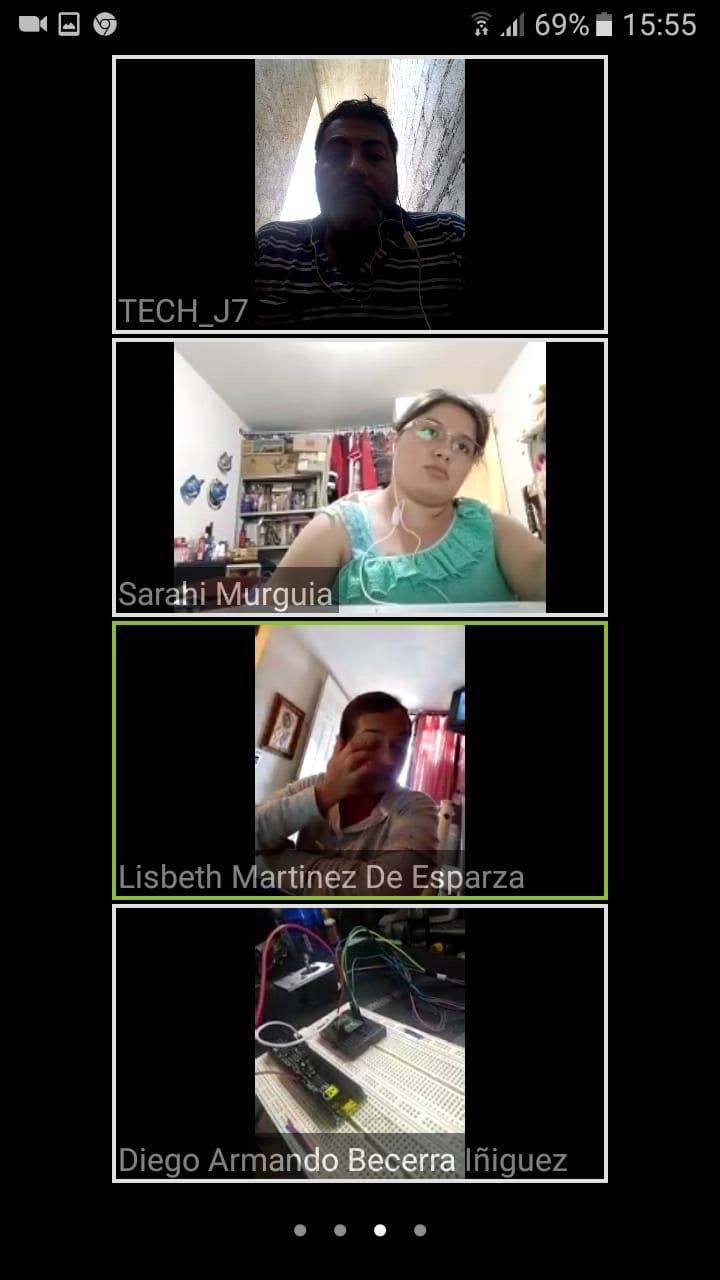 69% 15:55
TECH_J7
Sarahi Murguia
Lisbeth Martinez De Esparza
Diego Armando Becerra Iñiguez